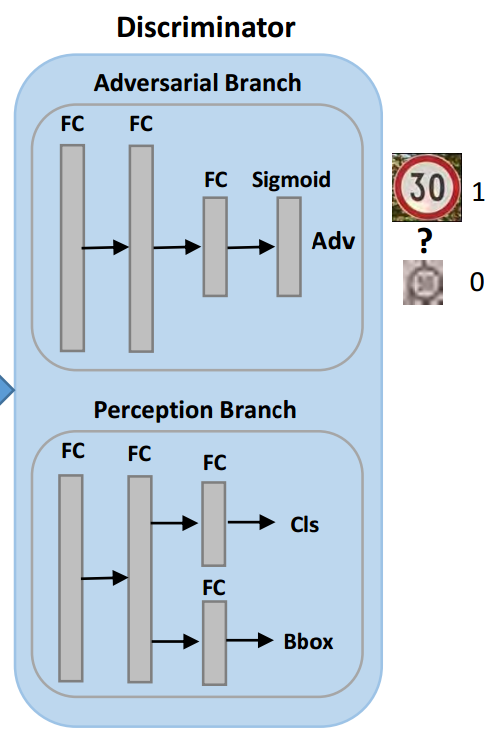 Discriminator
Adversarial Branch
FC FC
FC Sigmoid
Adv
30 1
?
0
Perception Branch
FC FC FC
Cls
FC
Bbox